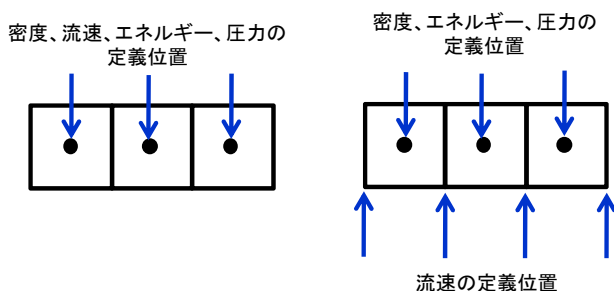 密度、流速、エネルギー、圧力の
定義位置
密度、エネルギー、圧力の
定義位置
流速の定義位置